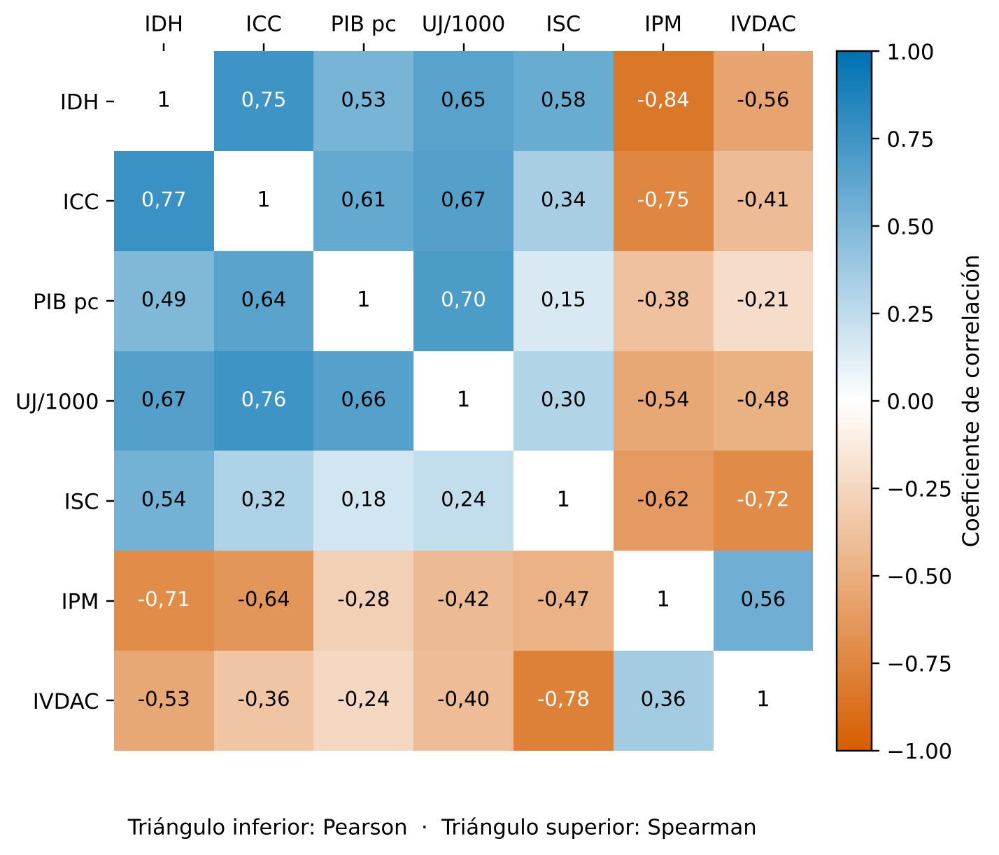 IDH ICC PIB pc UJ/1000 ISC IPM IVDAC
IDH 1 0,75 0,53 0,65 0,58 -0,84 -0,56
ICC 0,77 1 0,61 0,67 0,34 -0,75 -0,41
PIB pc 0,49 0,64 1 0,70 0,15 -0,38 -0,21
UJ/1000 0,67 0,76 0,66 1 0,30 -0,54 -0,48
ISC 0,54 0,32 0,18 0,24 1 -0,62 -0,72
IPM -0,71 -0,64 -0,28 -0,42 -0,47 1 0,56
IVDAC -0,53 -0,36 -0,24 -0,40 -0,78 0,36 1
1.00
0.75
0.50
0.25
0.00
−0.25
−0.50
−0.75
−1.00
Coeficiente de correlación
Triángulo inferior: Pearson · Triángulo superior: Spearman